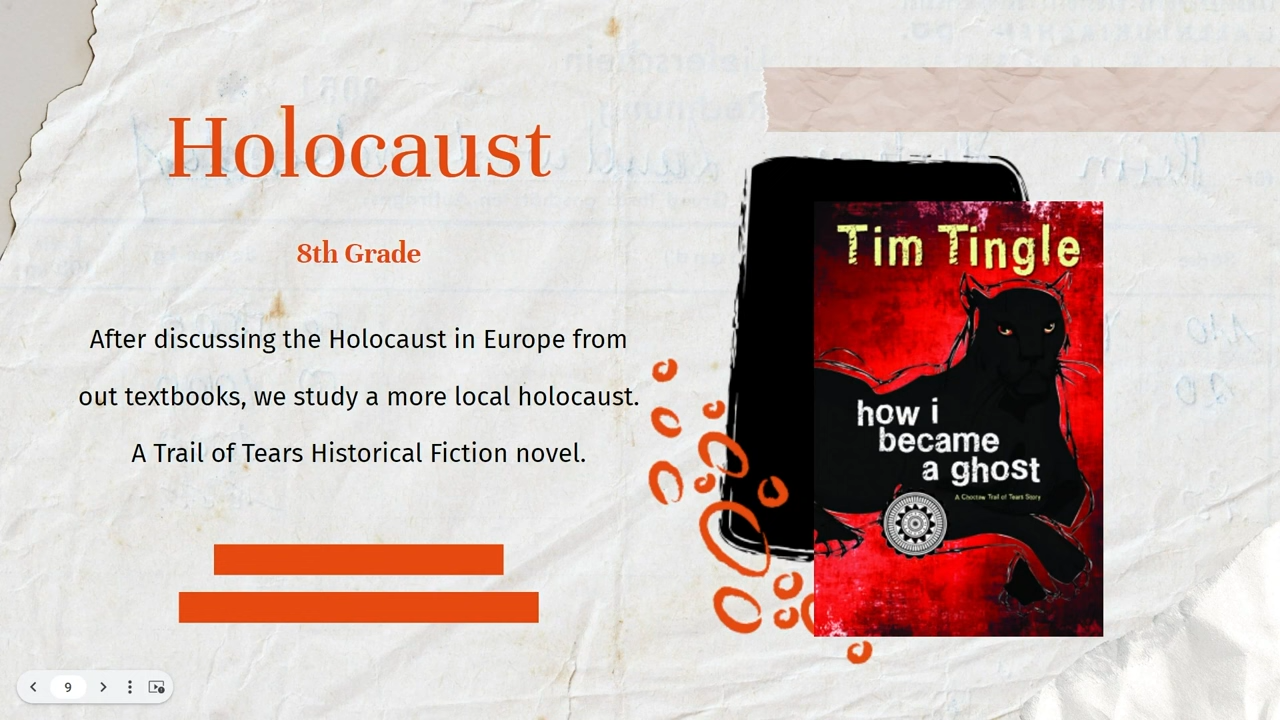 Holocaust
8th Grade
After discussing the Holocaust in Europe from
out textbooks, we study a more local holocaust.
A Trail of Tears Historical Fiction novel.
Tim Tingle
how i
became
a ghost
A Choctaw Trail of Tears Story
9